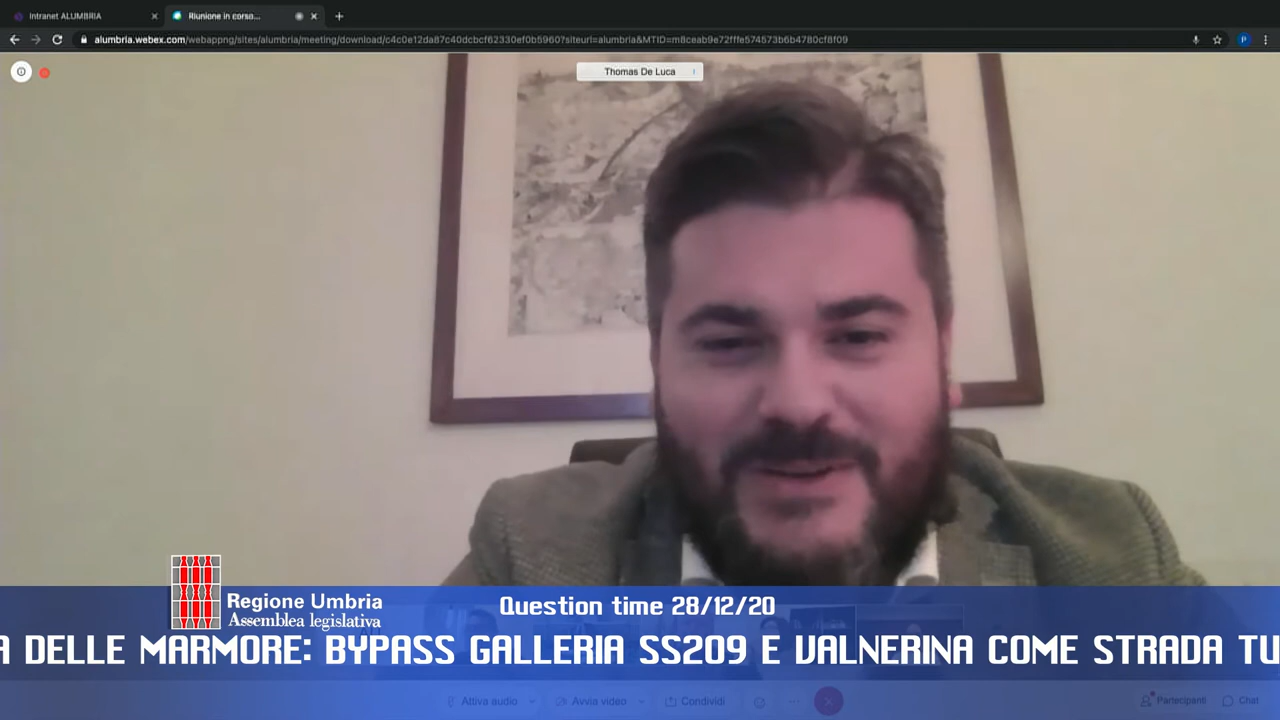 Intranet ALUMBRIA
Riunione in corso...
alumbria.webex.com/webappng/sites/alumbria/meeting/download/c4c0e12da87c40dcbcf62330ef0b5960?siteurl=alumbria&MTID=m8ceab9e72fffe574573b6b4780cf8f09
P
Thomas De Luca
Regione Umbria
Assemblea legislativa
Question time 28/12/20
A DELLE MARMORE: BYPASS GALLERIA SS209 E VALNERINA COME STRADA TU
Attiva audio
Avvia video
Condividi
Partecipanti
Chat